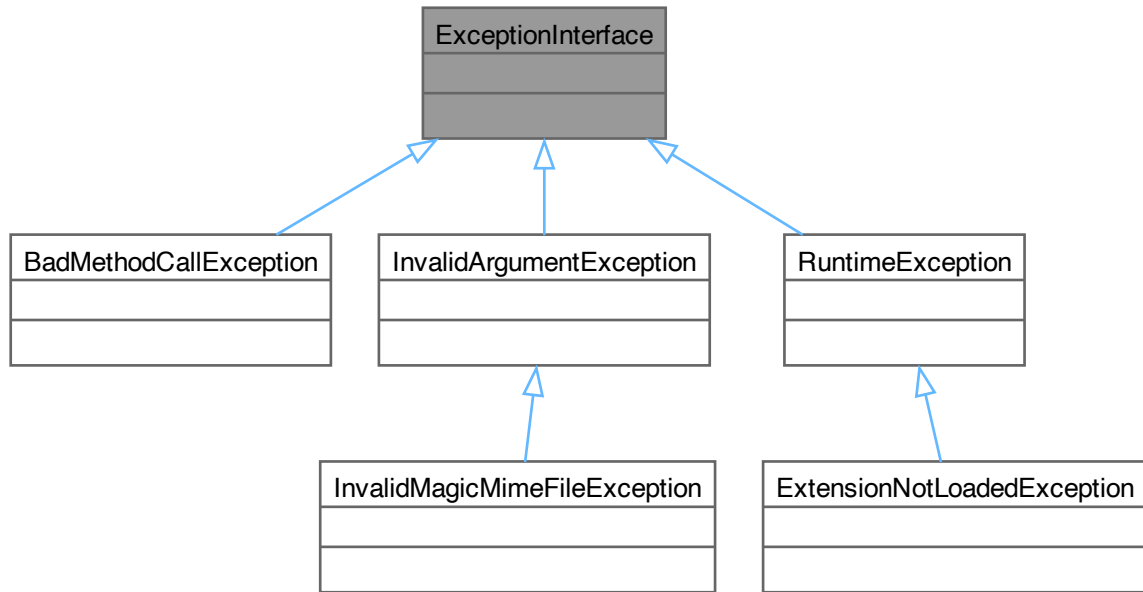 ExceptionInterface
BadMethodCallException
InvalidArgumentException
RuntimeException
InvalidMagicMimeFileException
ExtensionNotLoadedException